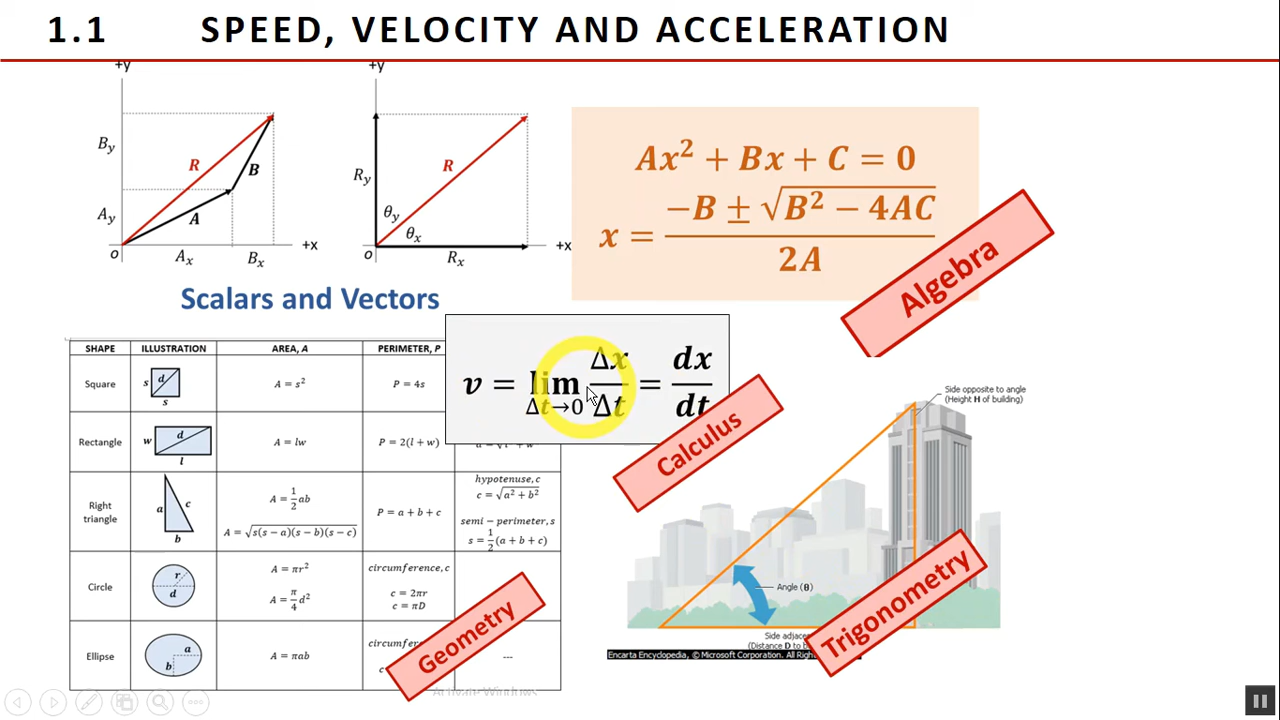 1.1 SPEED, VELOCITY AND ACCELERATION
+y
B_y
A_y
R
B
A
o
A_x
B_x
+x
+y
R_y
R
θ_y
θ_x
o
R_x
+x
Scalars and Vectors
Ax² + Bx + C = 0
x = −B ± √B² − 4AC / 2A
Algebra
v = lim Δt→0 Δx/Δt = dx/dt
Calculus
SHAPE ILLUSTRATION AREA, A PERIMETER, P
Square s d s A = s² P = 4s
Rectangle w d l A = lw P = 2(l + w)
Right triangle a c b A = 1/2 ab
A = √s(s−a)(s−b)(s−c) P = a + b + c
hypotenuse, c
c = √a² + b²
semi − perimeter, s
s = 1/2 (a + b + c)
Circle r d A = πr²
A = π/4 d²
circumference, c
c = 2πr
c = πD
Ellipse a b A = πab
---
Geometry
Side opposite to angle
(Height H of building)
Angle (θ)
Side
(Distance D to
Encarta Encyclopedia, © Microsoft Corporation. All
Trigonometry
Activate Windows